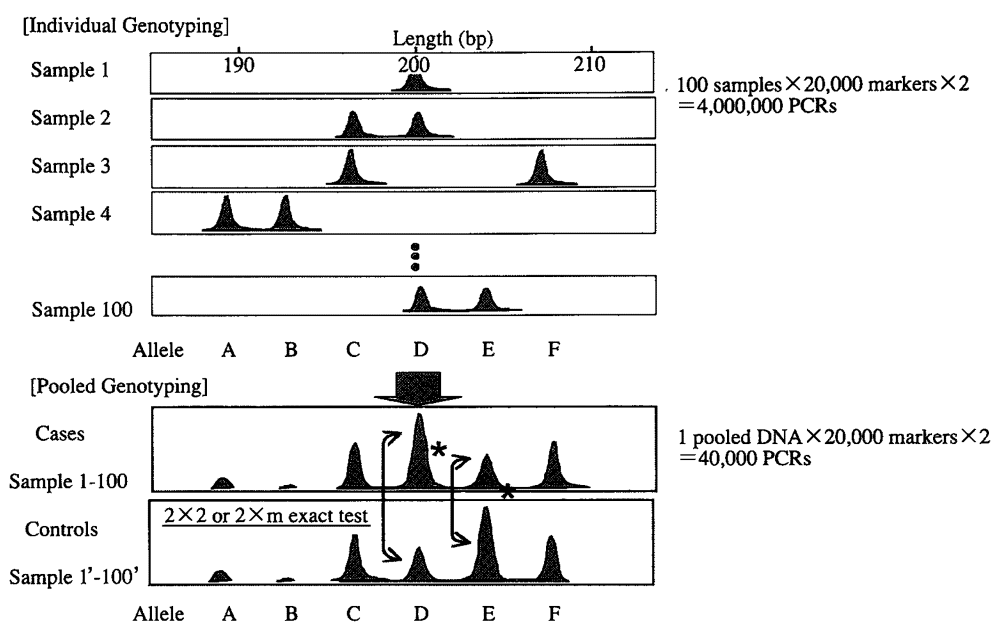 [Individual Genotyping]
Length (bp)
190 200 210
Sample 1
100 samples×20,000 markers×2
=4,000,000 PCRs
Sample 2
Sample 3
Sample 4
Sample 100
Allele A B C D E F
[Pooled Genotyping]
Cases
Sample 1-100
*
*
1 pooled DNA×20,000 markers×2
=40,000 PCRs
2×2 or 2×m exact test
Controls
Sample 1'-100'
Allele A B C D E F